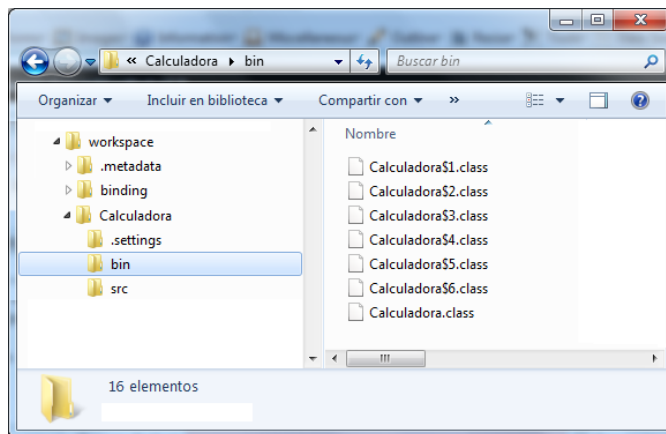 « Calculadora ▸ bin
Buscar bin
Organizar ▾ Incluir en biblioteca ▾ Compartir con ▾ »
workspace
.metadata
binding
Calculadora
.settings
bin
src
Nombre
Calculadora$1.class
Calculadora$2.class
Calculadora$3.class
Calculadora$4.class
Calculadora$5.class
Calculadora$6.class
Calculadora.class
16 elementos